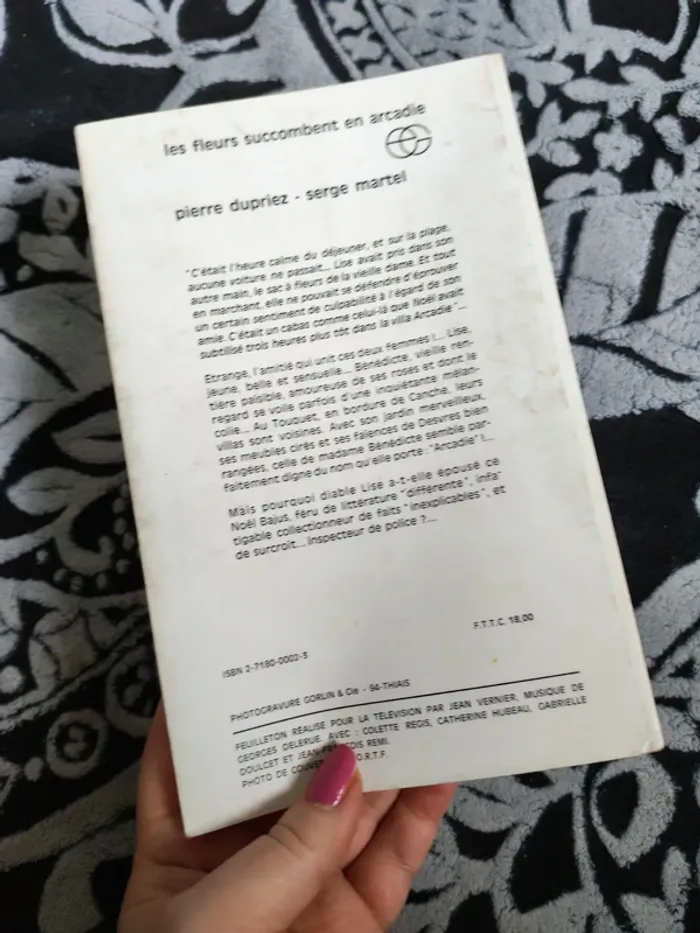 les fleurs succombent en arcadie
pierre dupriez - serge martel
"C'était l'heure calme du déjeuner, et sur la plage,
aucune voiture ne passait... Lise avait pris dans son
autre main, le sac à fleurs de la vieille dame. Et tout
en marchant, elle ne pouvait se défendre d'éprouver
un certain sentiment de culpabilité à l'égard de son
amie. C'était un cabas comme celui-là que Noël avait
subtilisé trois heures plus tôt dans la villa Arcadie"...
Etrange, l'amitié qui unit ces deux femmes !... Lise,
jeune, belle et sensuelle... Bénédicte, vieille ren-
tière paisible, amoureuse de ses roses et dont le
regard se voile parfois d'une inquiétante mélan-
colie... Au Touquet, en bordure de Canche, leurs
villas sont voisines. Avec son jardin merveilleux,
ses meubles cirés et ses faïences de Desvres bien
rangées, celle de madame Bénédicte semble par-
faitement digne du nom qu'elle porte : "Arcadie" !...
Mais pourquoi diable Lise a-t-elle épousé ce
Noël Bajus, féru de littérature "différente", infa-
tigable collectionneur de faits "inexplicables", et
de surcroit... Inspecteur de police ?...
F.T.T.C. 18,00
ISBN 2-7180-0002-5
PHOTOGRAVURE GORLIN & Cie - 94-THIAIS
FEUILLETON REALISE POUR LA TELEVISION PAR JEAN VERNIER, MUSIQUE DE
GEORGES DELERUE. AVEC : COLETTE REGIS, CATHERINE HUBEAU, GABRIELLE
DOULCET ET REMI.
PHOTO DE O.R.T.F.